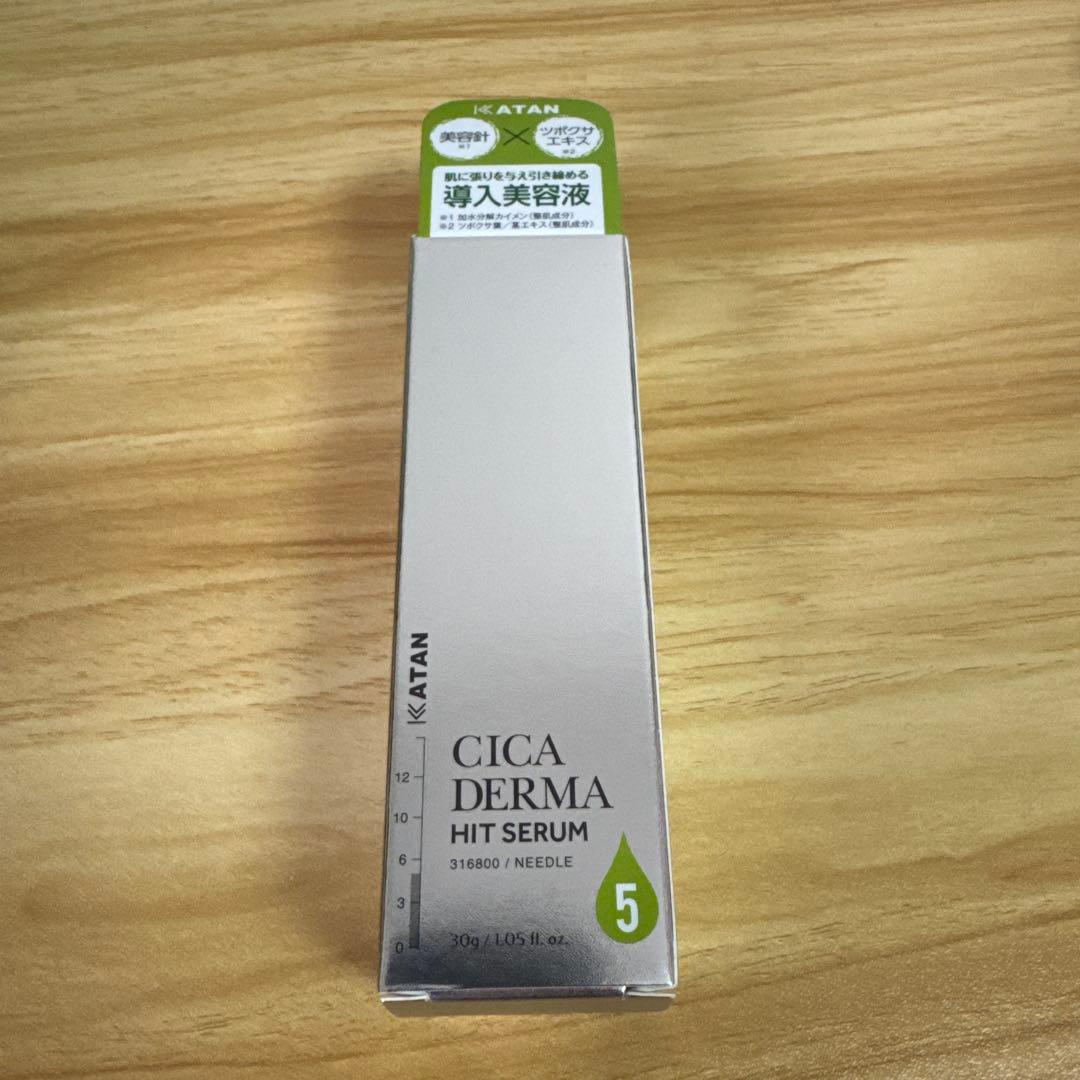 KATAN
美容針
※1
×
ツボクサ
エキス
※2
肌に張りを与え引き締める
導入美容液
※1 加水分解カイメン(整肌成分)
※2 ツボクサ葉/茎エキス(整肌成分)
KATAN
CICA
DERMA
HIT SERUM
316800 / NEEDLE
5
12
10
6
3
0
30g / 1.05 fl. oz.